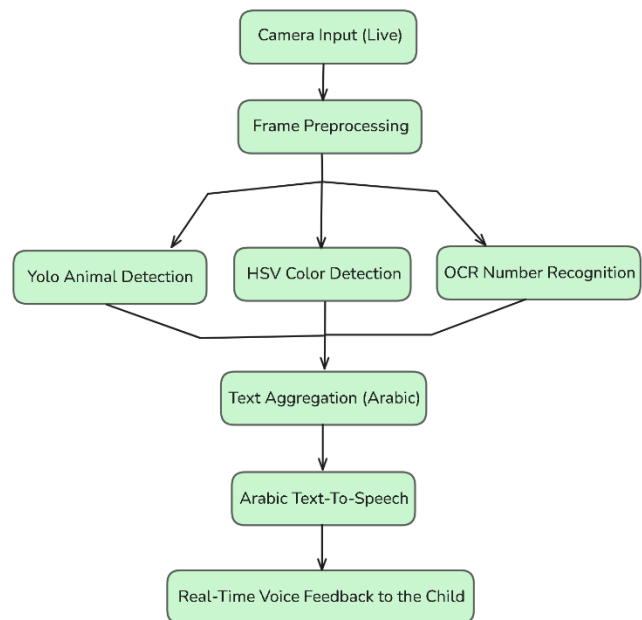 Camera Input (Live)
Frame Preprocessing
Yolo Animal Detection
HSV Color Detection
OCR Number Recognition
Text Aggregation (Arabic)
Arabic Text-To-Speech
Real-Time Voice Feedback to the Child